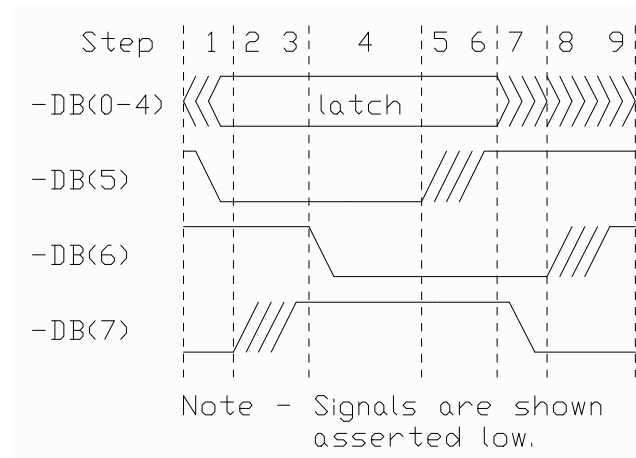 Step 1 2 3 4 5 6 7 8 9
-DB(0-4) latch
-DB(5)
-DB(6)
-DB(7)
Note - Signals are shown
asserted low.